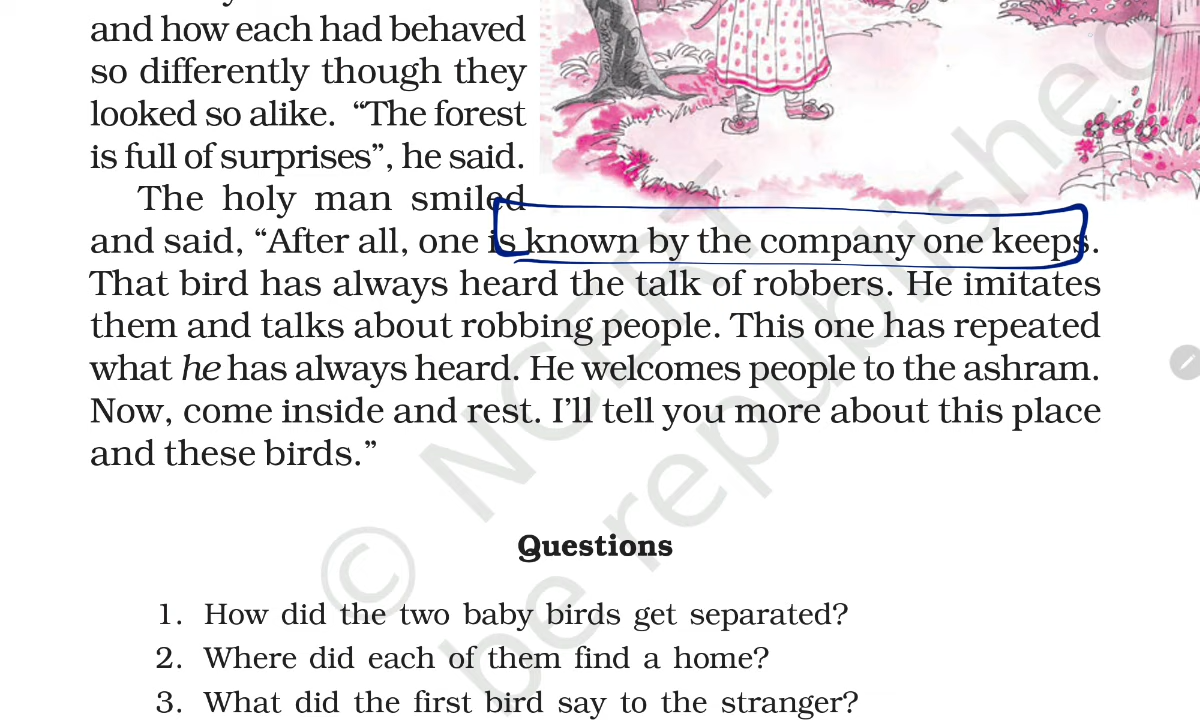 and how each had behaved
so differently though they
looked so alike. “The forest
is full of surprises”, he said.
The holy man smiled
and said, “After all, one is known by the company one keeps.
That bird has always heard the talk of robbers. He imitates
them and talks about robbing people. This one has repeated
what he has always heard. He welcomes people to the ashram.
Now, come inside and rest. I’ll tell you more about this place
and these birds.”
Questions
1. How did the two baby birds get separated?
2. Where did each of them find a home?
3. What did the first bird say to the stranger?
© NCERT
be republished